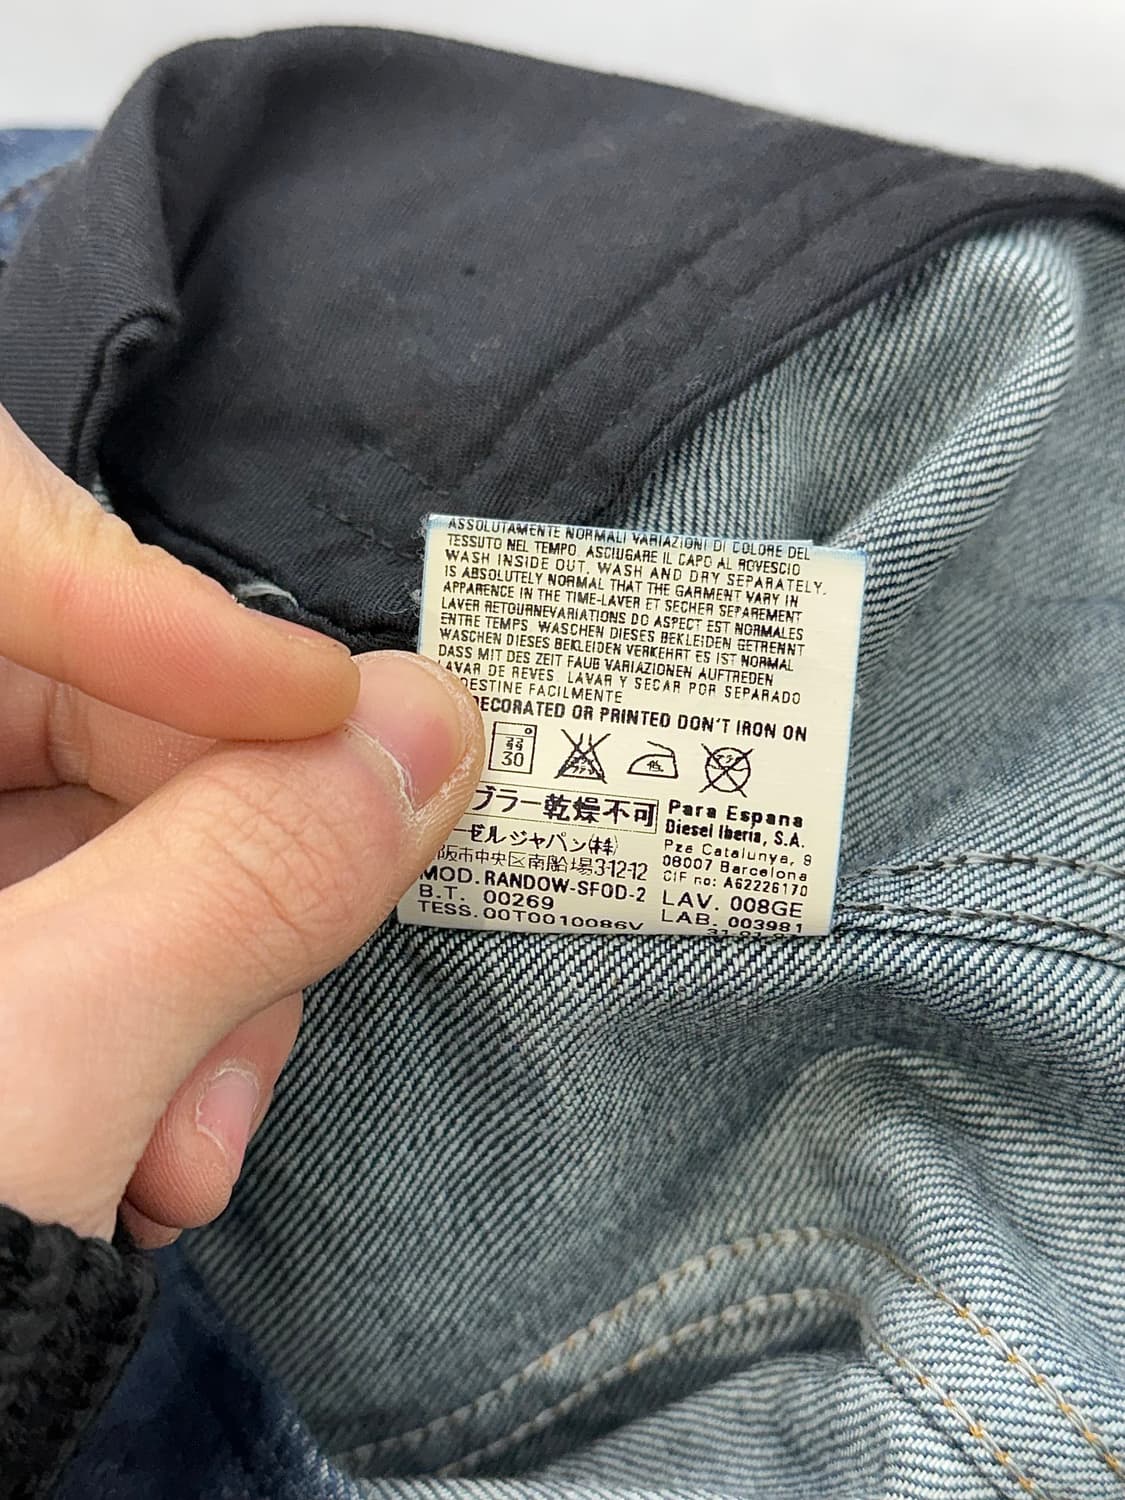 ASSOLUTAMENTE NORMALI VARIAZIONI DI COLORE DEL
TESSUTO NEL TEMPO. ASCIUGARE IL CAPO AL ROVESCIO
WASH INSIDE OUT, WASH AND DRY SEPARATELY.
IS ABSOLUTELY NORMAL THAT THE GARMENT VARY IN
APPARENCE IN THE TIME-LAVER ET SECHER SEPAREMENT
LAVER RETOURNEVARIATIONS DC ASPECT EST NORMALES
ENTRE TEMPS WASCHEN DIESES BEKLEIDEN GETRENNT
WASCHEN DIESES BEKLEIDEN VERKEHRT ES IST NORMAL
DASS MIT DES ZEIT FAUB VARIAZIONEN AUFTREDEN
LAVAR DE REVES LAVAR Y SECAR POR SEPARADO
DESTINE FACILMENTE
DECORATED OR PRINTED DON'T IRON ON
30
低
ブラー乾燥不可
ーゼルジャパン(株)
阪市中央区南船場3-12-12
MOD. RANDOW-SFOD-2
B.T. 00269
TESS. 00T0010086V
Para Espana
Diesel Iberia, S.A.
Pza Catalunya, 9
08007 Barcelona
CIF no: A62226170
LAV. 008GE
LAB. 003981